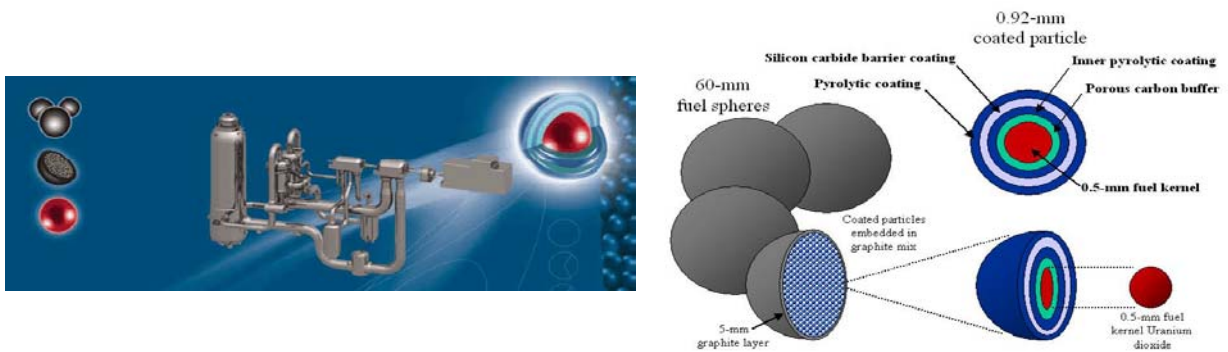 0.92-mm
coated particle
Silicon carbide barrier coating
Inner pyrolytic coating
Pyrolytic coating
Porous carbon buffer
60-mm
fuel spheres
0.5-mm fuel kernel
Coated particles
embedded in
graphite mix
5-mm
graphite layer
0.5-mm fuel
kernel Uranium
dioxide